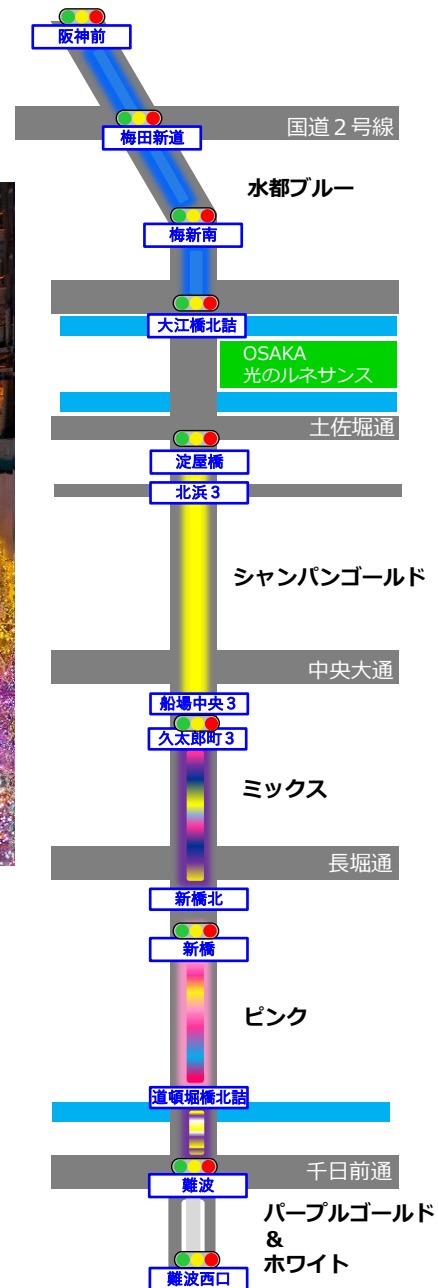 阪神前
国道２号線
梅田新道
水都ブルー
梅新南
大江橋北詰
OSAKA
光のルネサンス
土佐堀通
淀屋橋
北浜３
シャンパンゴールド
中央大通
船場中央３
久太郎町３
ミックス
長堀通
新橋北
新橋
ピンク
道頓堀橋北詰
千日前通
難波
パープルゴールド
&
ホワイト
難波西口